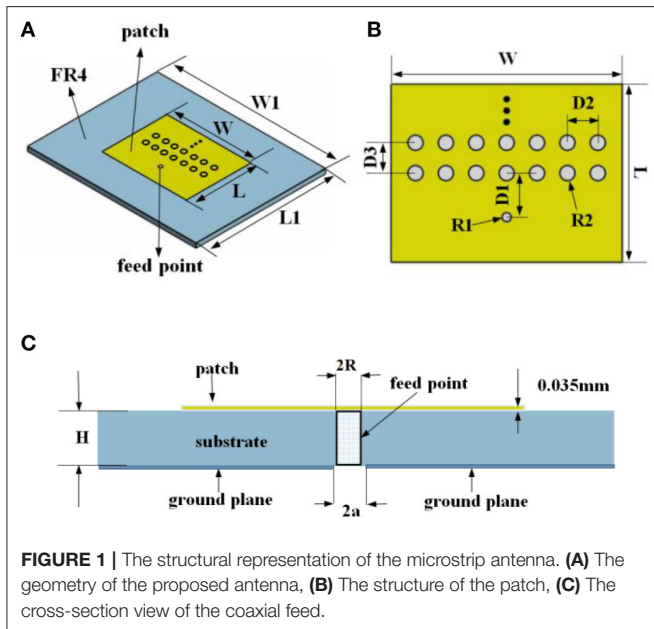 A
patch
FR4
W1
W
L
L1
feed point
B
W
D2
D3
D1
L
R1
R2
C
2R
patch
feed point
0.035mm
H
substrate
ground plane
ground plane
2a
FIGURE 1 | The structural representation of the microstrip antenna. (A) The
geometry of the proposed antenna, (B) The structure of the patch, (C) The
cross-section view of the coaxial feed.